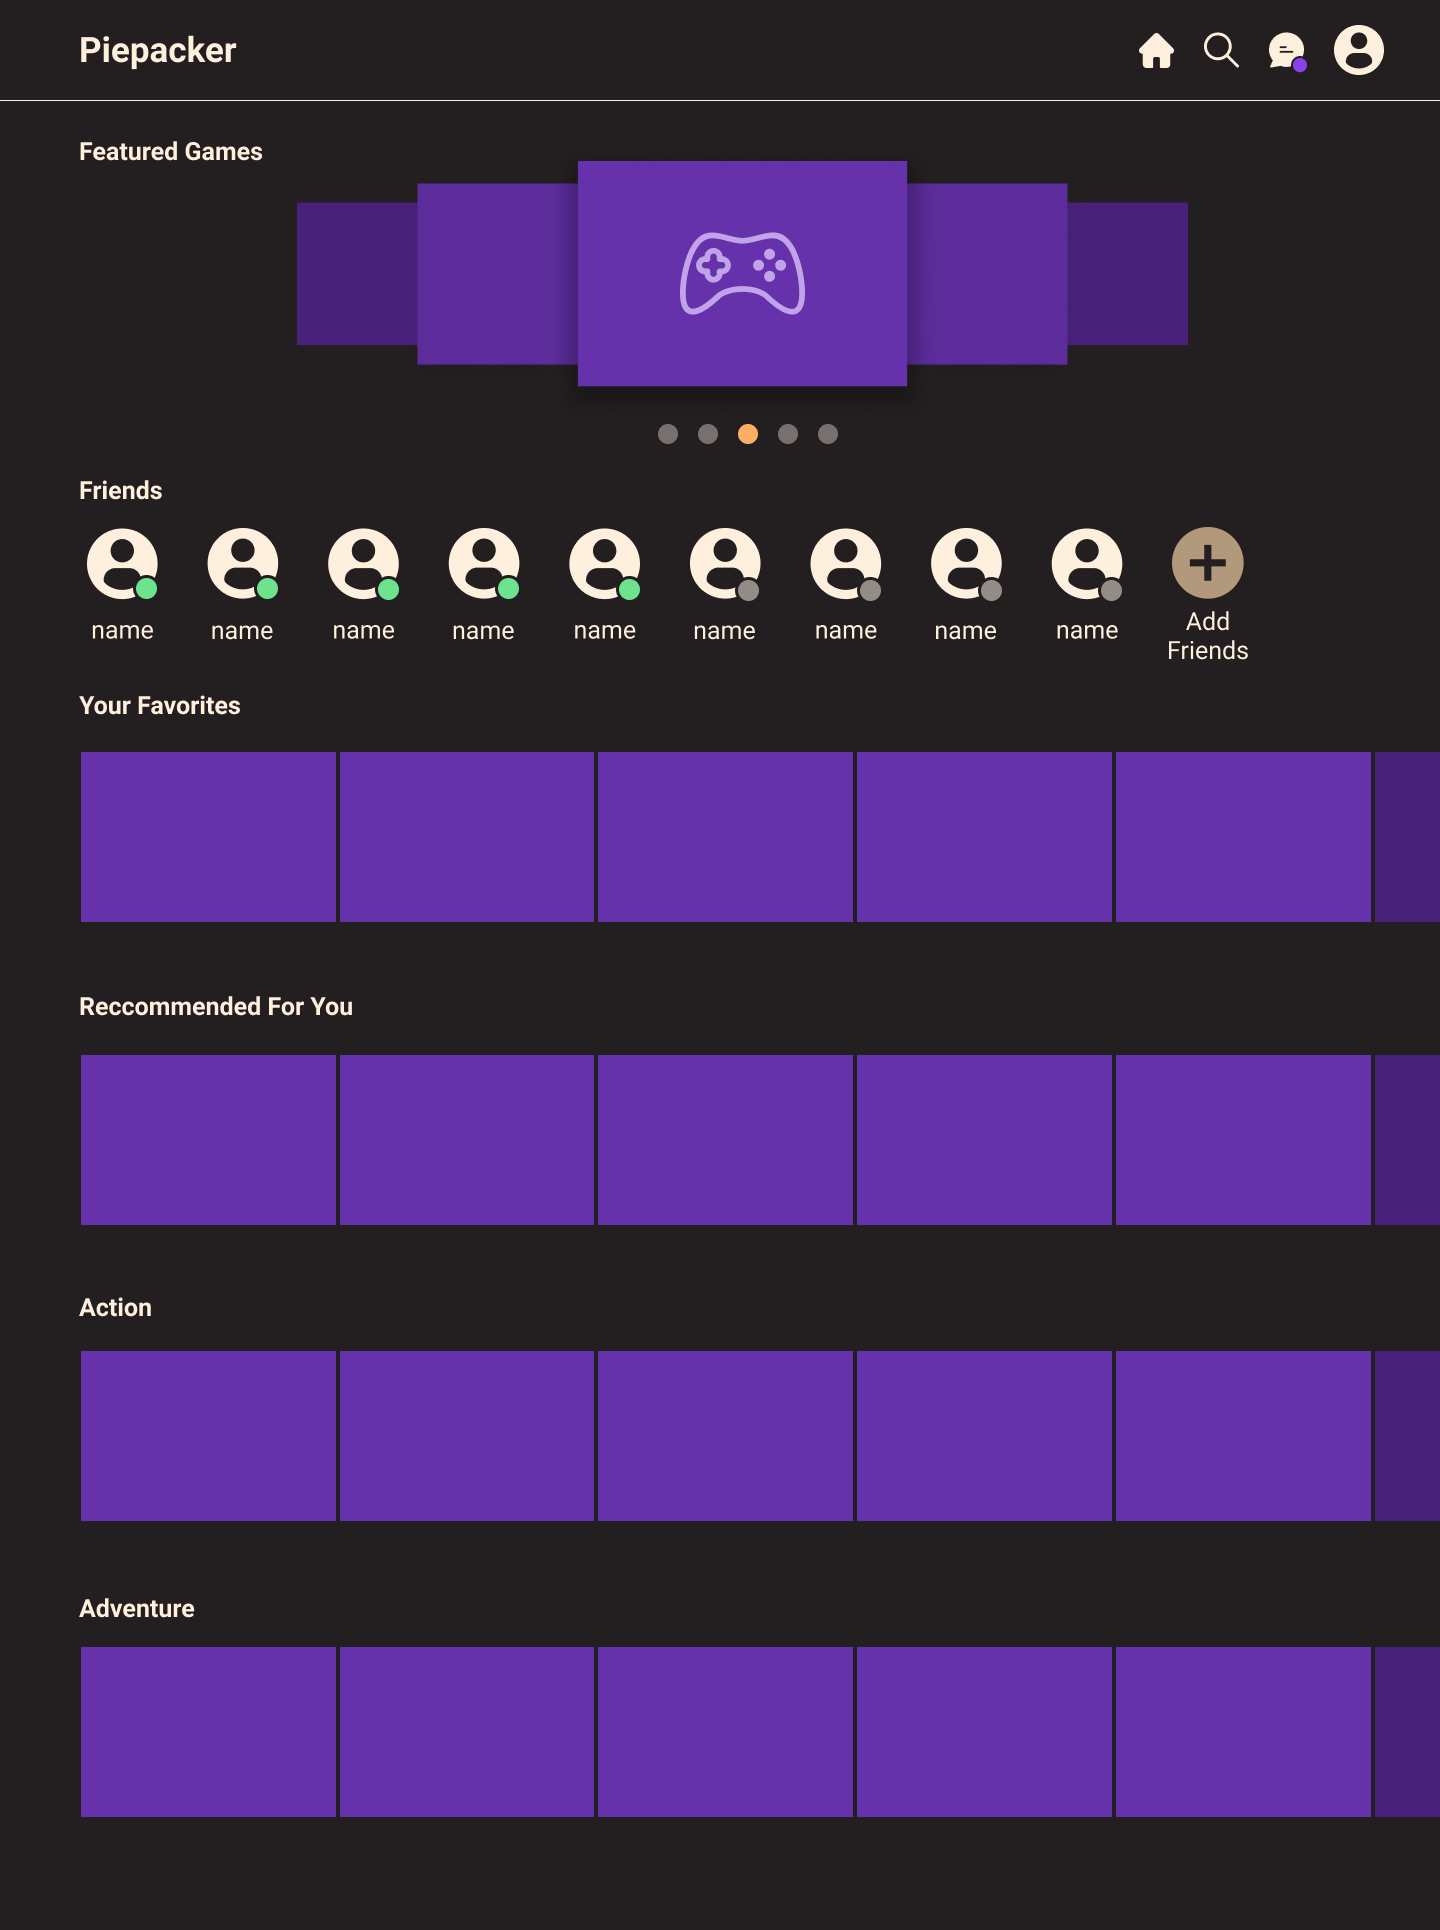 Piepacker
Featured Games
Friends
name name name name name name name name name Add
Friends
Your Favorites
Reccommended For You
Action
Adventure